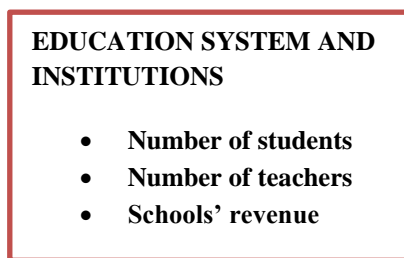 EDUCATION SYSTEM AND
INSTITUTIONS
• Number of students
• Number of teachers
• Schools’ revenue